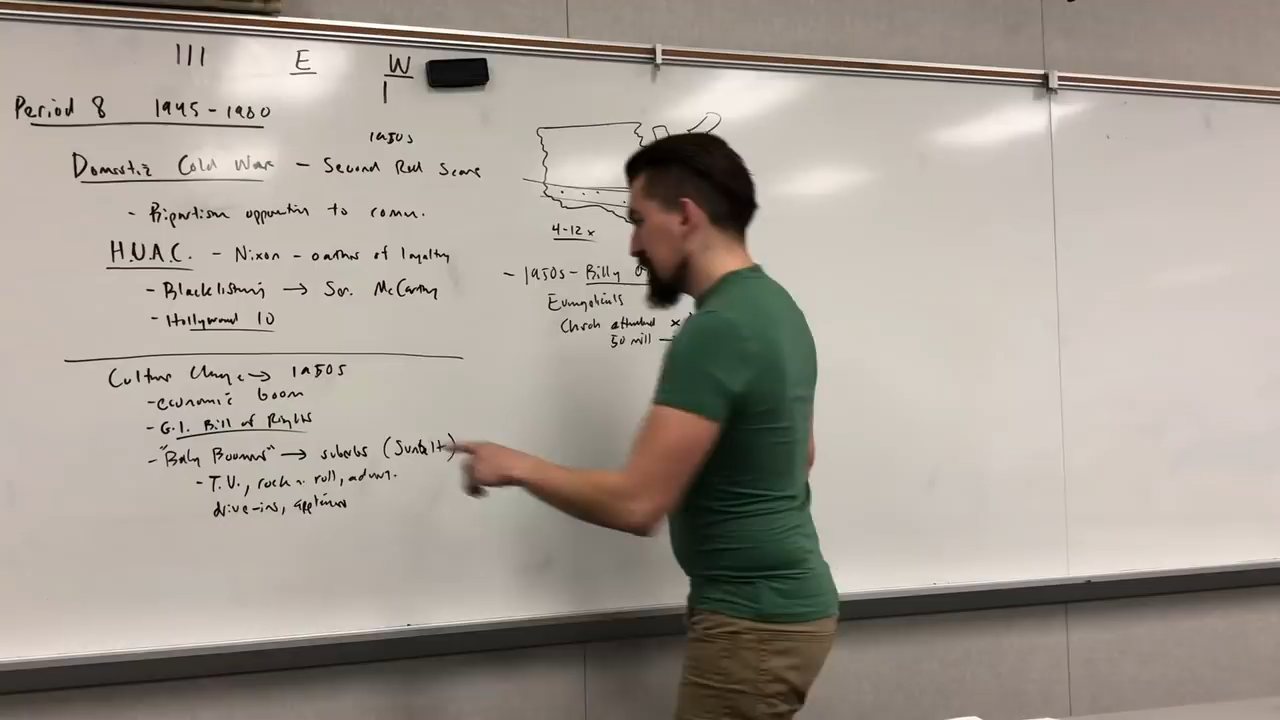 III E W
I
Period 8 1945-1980
1950s
Domestic Cold War - Second Red Scare
- Bipartisan opposition to comm.
H.U.A.C. - Nixon - oaths of loyalty
- Blacklisting → Sen. McCarthy
- Hollywood 10
Culture Change → 1950s
- economic boom
- G.I. Bill of Rights
- "Baby Boomers" → suburbs (Sunbelt)
- T.V., rock n. roll, advert.
drive-ins, appliances
4-12x
- 1950s - Billy
Evangelicals
Church attend x
50 mill →